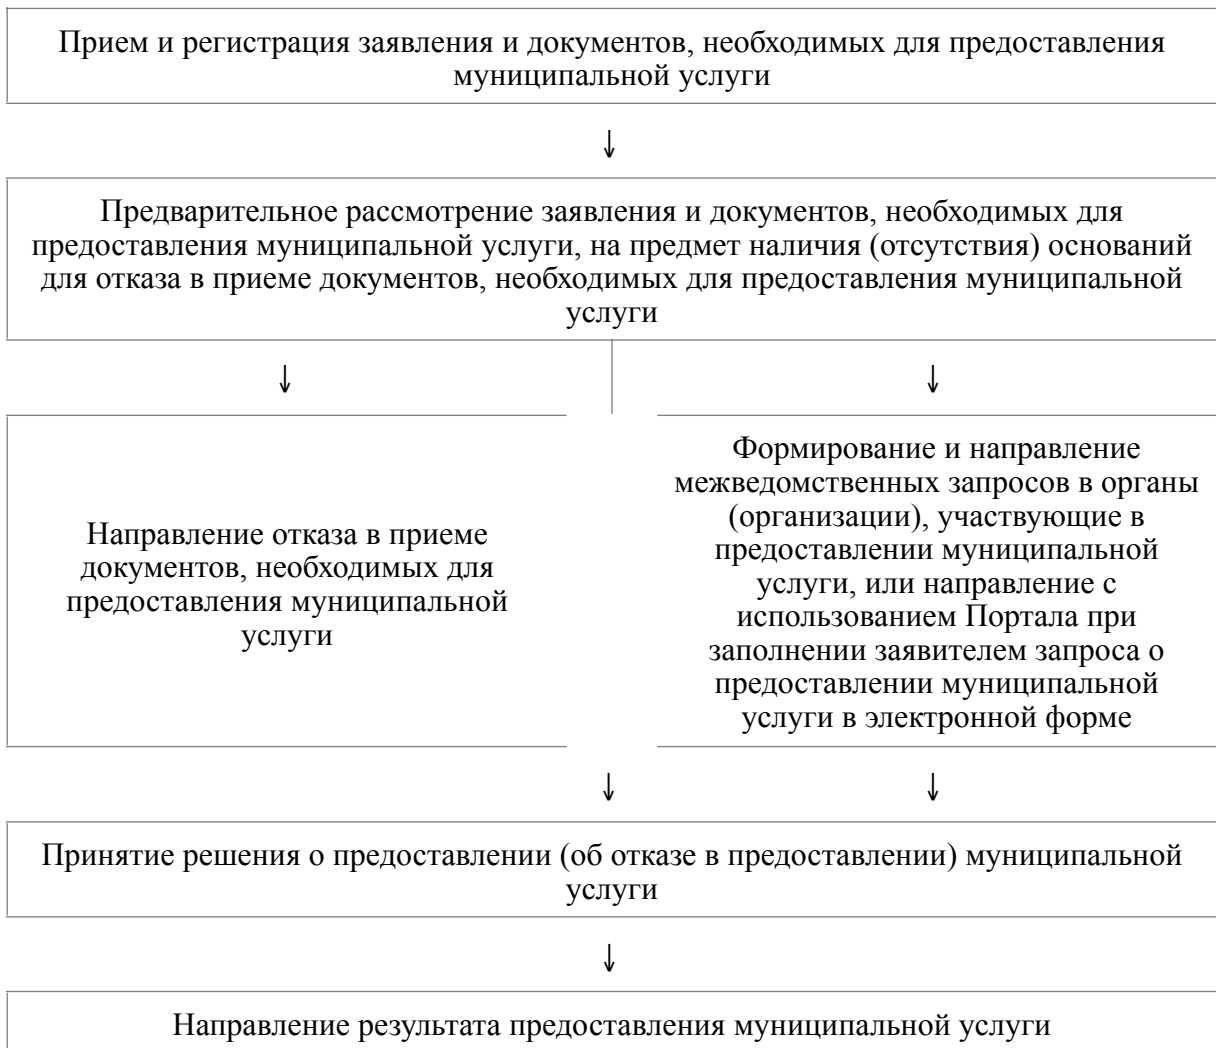 Прием и регистрация заявления и документов, необходимых для предоставления
муниципальной услуги
↓
Предварительное рассмотрение заявления и документов, необходимых для
предоставления муниципальной услуги, на предмет наличия (отсутствия) оснований
для отказа в приеме документов, необходимых для предоставления муниципальной
услуги
↓ ↓
Направление отказа в приеме
документов, необходимых для
предоставления муниципальной
услуги
Формирование и направление
межведомственных запросов в органы
(организации), участвующие в
предоставлении муниципальной
услуги, или направление с
использованием Портала при
заполнении заявителем запроса о
предоставлении муниципальной
услуги в электронной форме
↓ ↓
Принятие решения о предоставлении (об отказе в предоставлении) муниципальной
услуги
↓
Направление результата предоставления муниципальной услуги